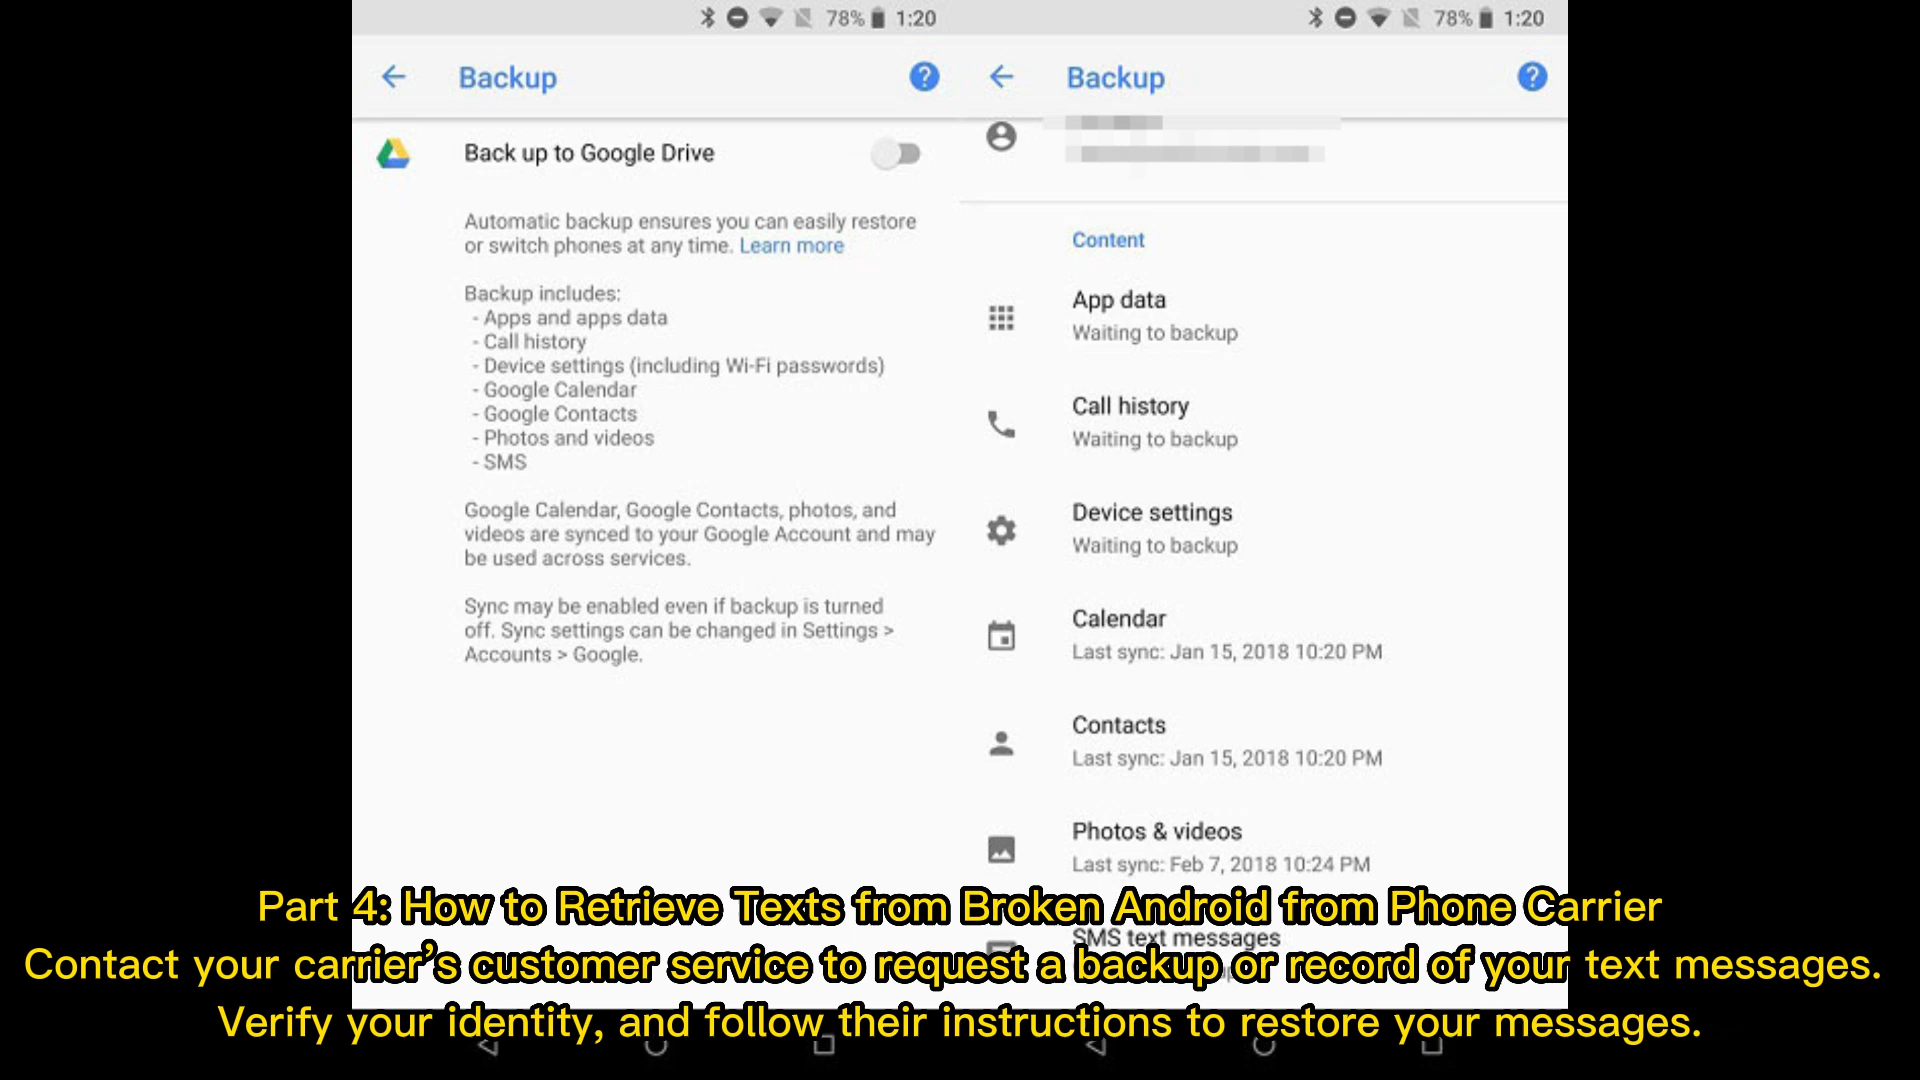 78% 1:20
Backup
Back up to Google Drive
Automatic backup ensures you can easily restore
or switch phones at any time. Learn more
Backup includes:
- Apps and apps data
- Call history
- Device settings (including Wi-Fi passwords)
- Google Calendar
- Google Contacts
- Photos and videos
- SMS
Google Calendar, Google Contacts, photos, and
videos are synced to your Google Account and may
be used across services.
Sync may be enabled even if backup is turned
off. Sync settings can be changed in Settings >
Accounts > Google.
78% 1:20
Backup
Content
App data
Waiting to backup
Call history
Waiting to backup
Device settings
Waiting to backup
Calendar
Last sync: Jan 15, 2018 10:20 PM
Contacts
Last sync: Jan 15, 2018 10:20 PM
Photos & videos
Last sync: Feb 7, 2018 10:24 PM
SMS text messages
Part 4: How to Retrieve Texts from Broken Android from Phone Carrier
Contact your carrier's customer service to request a backup or record of your text messages.
Verify your identity, and follow their instructions to restore your messages.